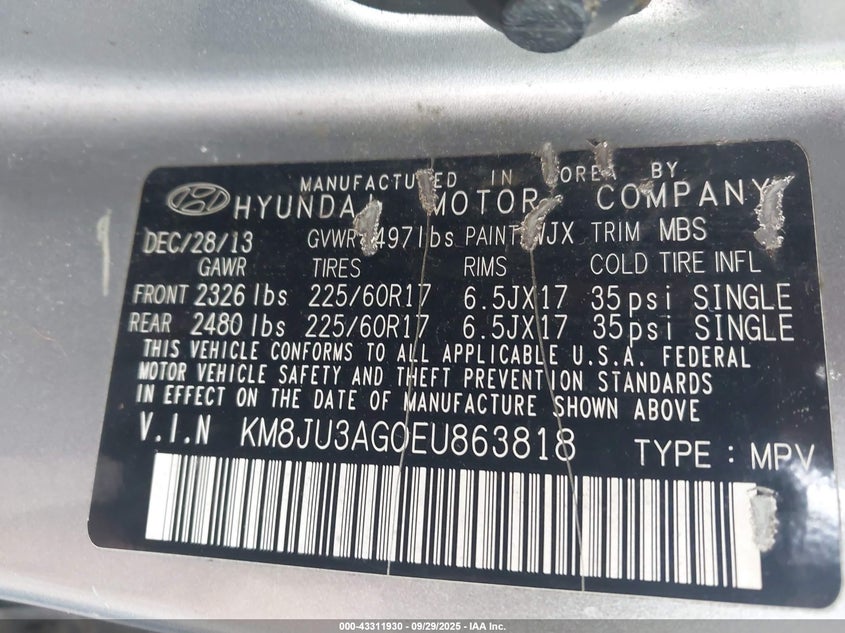 MANUFACTURED IN KOREA BY
HYUNDAI MOTOR COMPANY
DEC/28/13 GVWR 497lbs PAINT WJX TRIM MBS
GAWR TIRES RIMS COLD TIRE INFL
FRONT 2326 lbs 225/60R17 6.5JX17 35psi SINGLE
REAR 2480 lbs 225/60R17 6.5JX17 35psi SINGLE
THIS VEHICLE CONFORMS TO ALL APPLICABLE U.S.A. FEDERAL
MOTOR VEHICLE SAFETY AND THEFT PREVENTION STANDARDS
IN EFFECT ON THE DATE OF MANUFACTURE SHOWN ABOVE
V.I.N KM8JU3AG0EU863818 TYPE : MPV
000-43311930 - 09/29/2025 - IAA Inc.